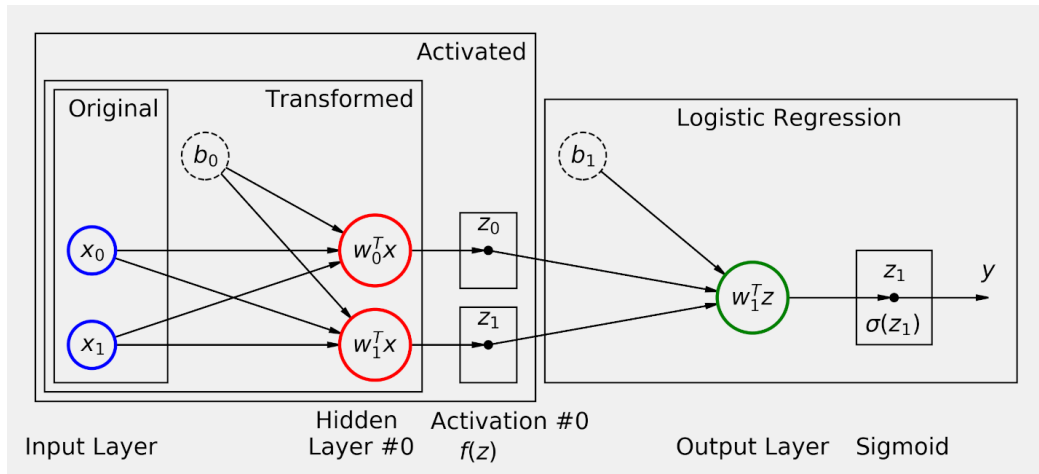 Activated
Original
Transformed
Logistic Regression
b₀
b₁
x₀
w₀ᵀx
z₀
w₁ᵀz
z₁
y
σ(z₁)
x₁
w₁ᵀx
z₁
Hidden
Layer #0
Activation #0
f(z)
Input Layer
Output Layer
Sigmoid